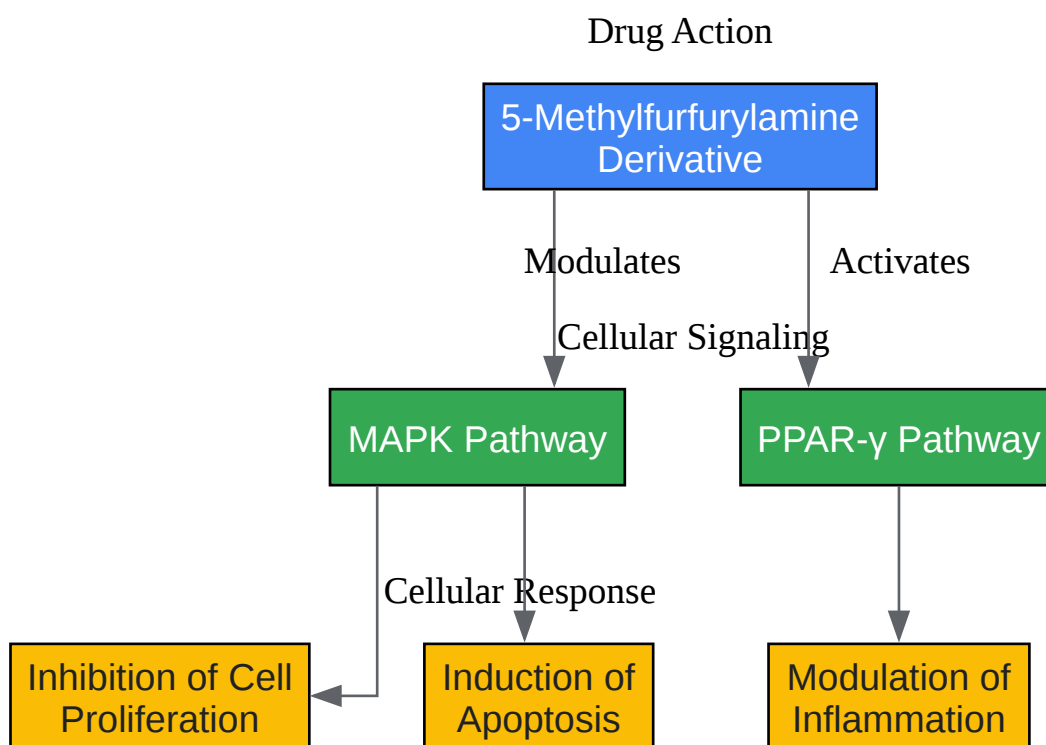 Drug Action
5-Methylfurfurylamine
Derivative
Modulates
Activates
Cellular Signaling
MAPK Pathway
PPAR-γ Pathway
Cellular Response
Inhibition of Cell
Proliferation
Induction of
Apoptosis
Modulation of
Inflammation